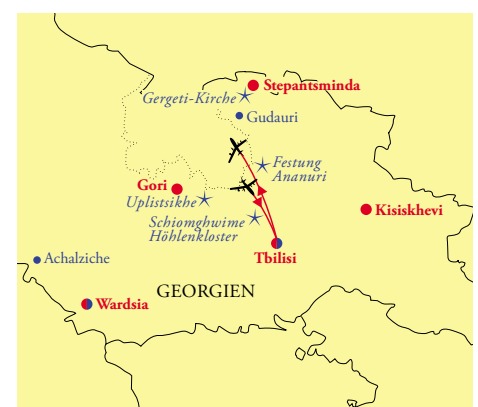 Stepantsminda
Gergeti-Kirche
Gudauri
Festung
Ananuri
Gori
Uplistsikhe
Schiomghwime
Höhlenkloster
Kisiskhevi
Tbilisi
Achalziche
GEORGIEN
Wardsia